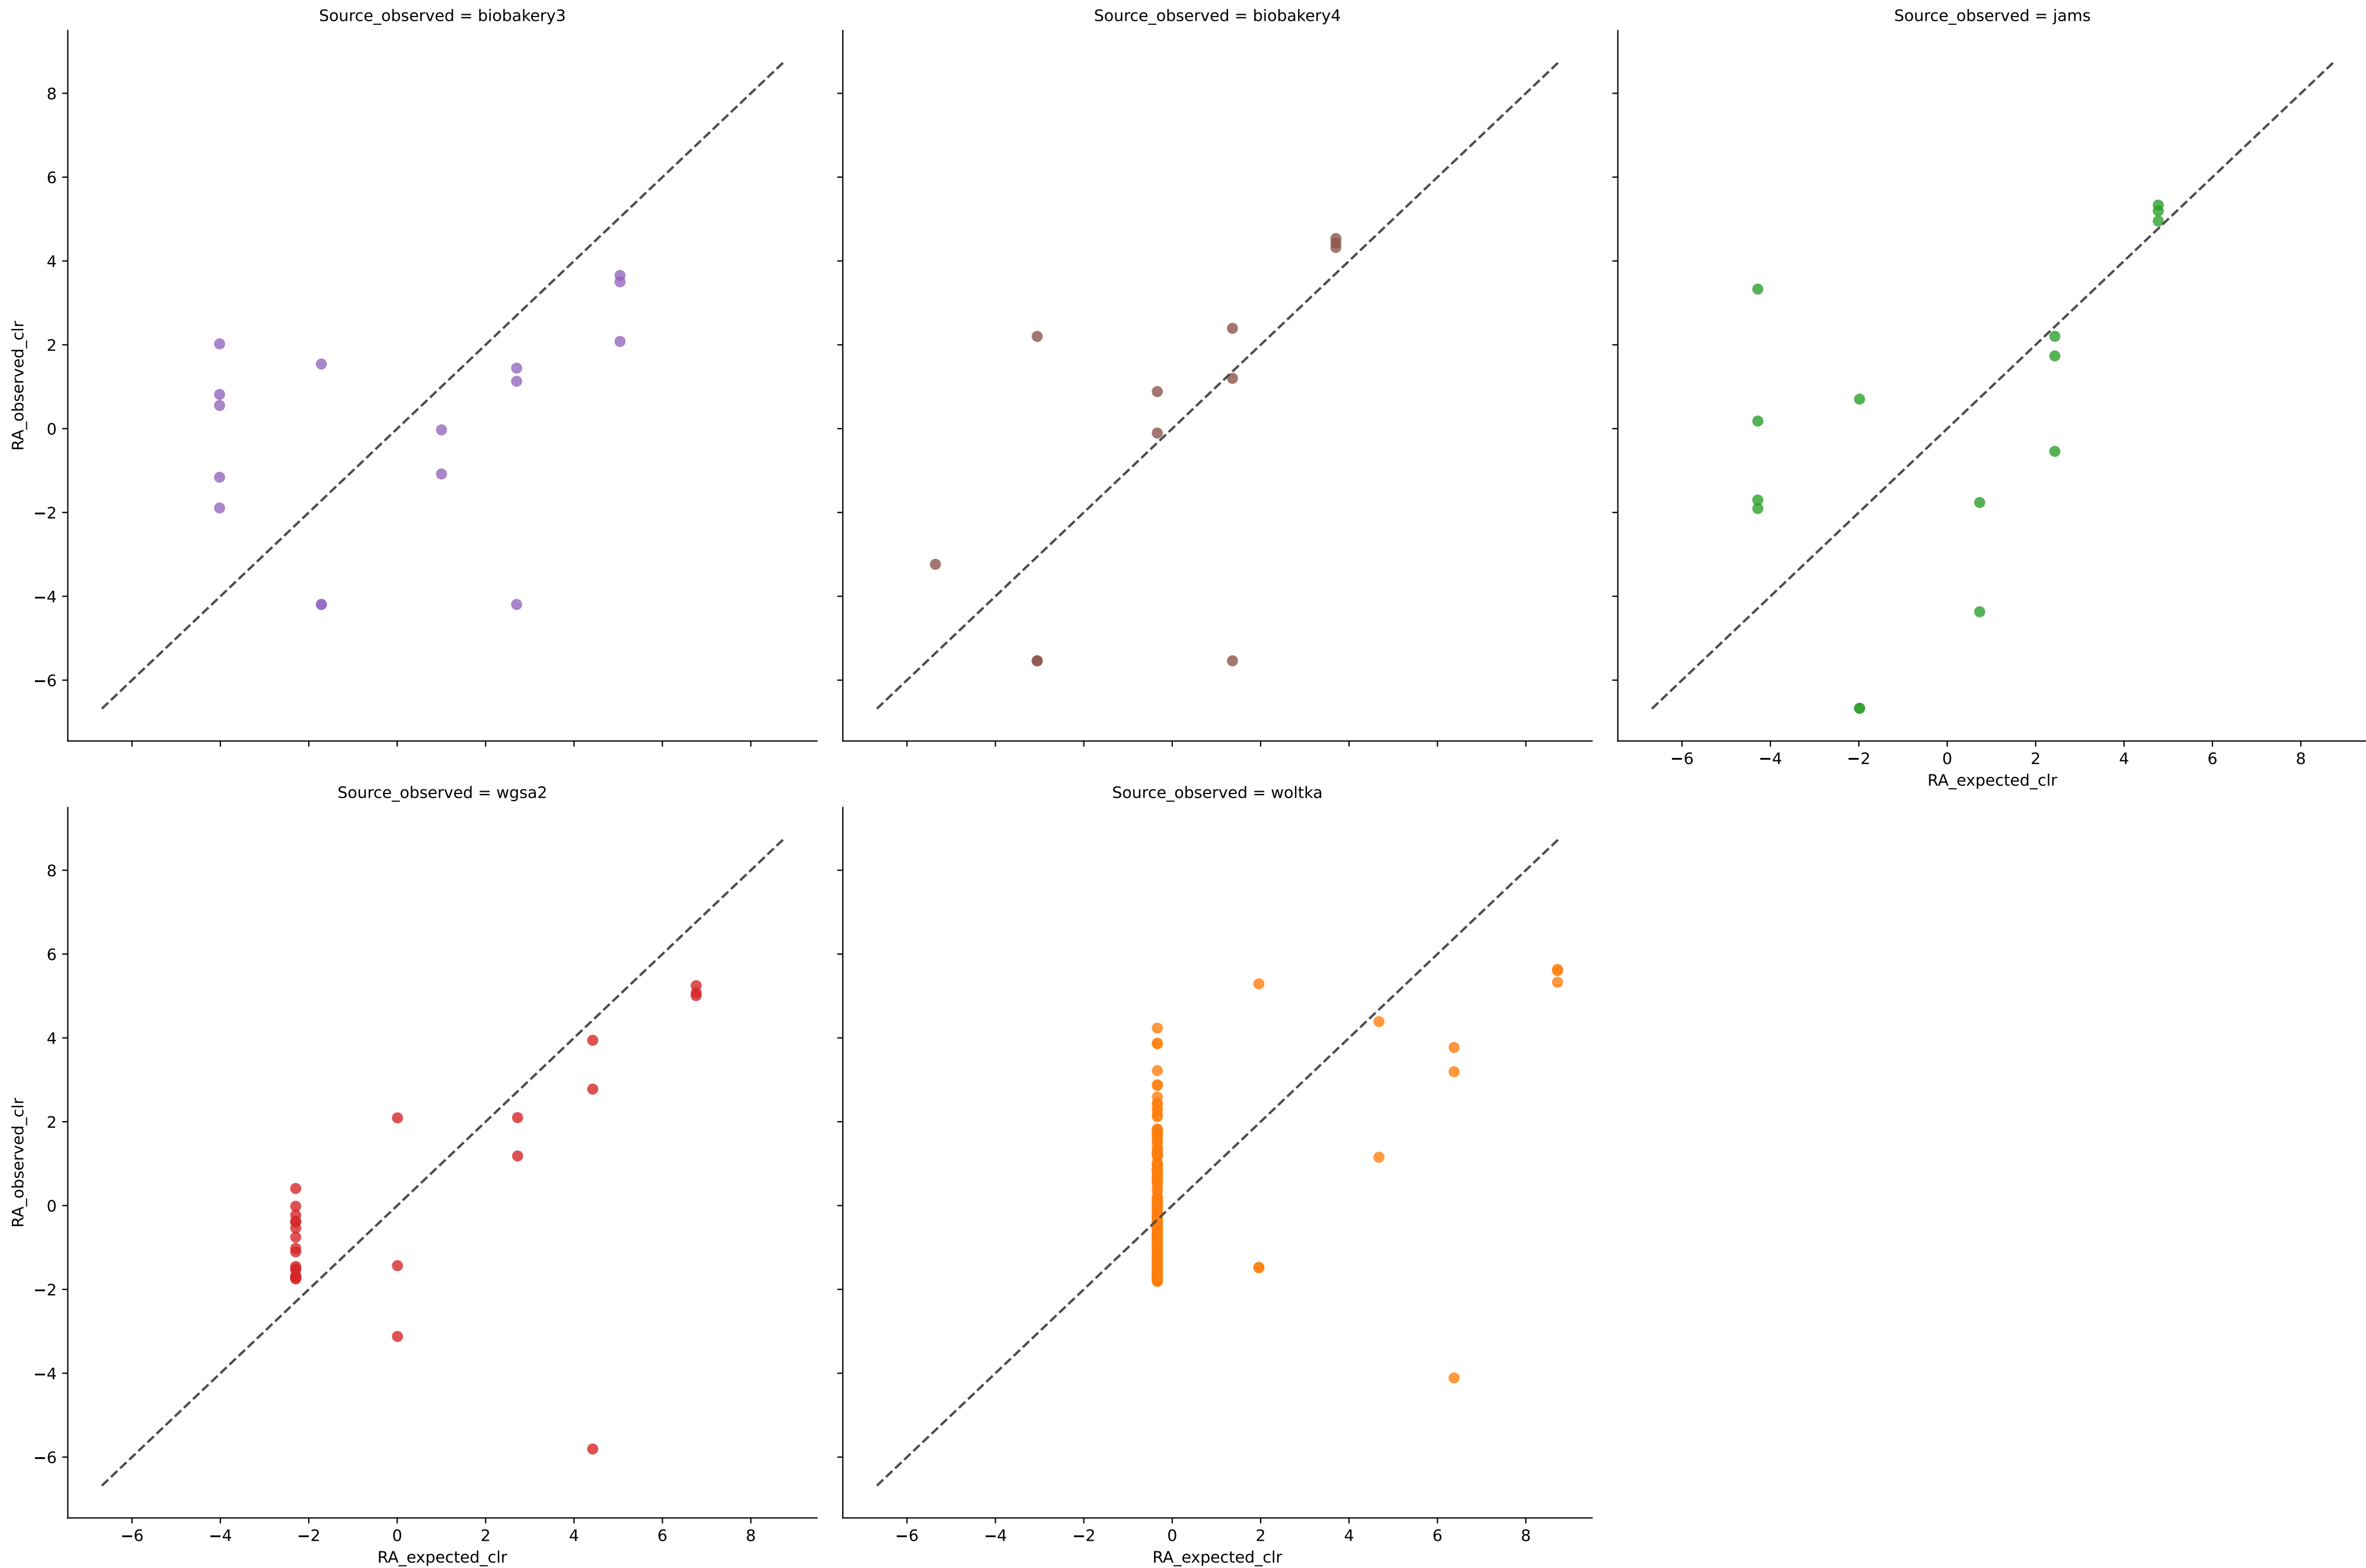 Source_observed = biobakery3
Source_observed = biobakery4
Source_observed = jams
8
6
4
2
0
−2
−4
−6
RA_observed_clr
−6 −4 −2 0 2 4 6 8
RA_expected_clr
Source_observed = wgsa2
Source_observed = woltka
8
6
4
2
0
−2
−4
−6
RA_observed_clr
−6 −4 −2 0 2 4 6 8
−6 −4 −2 0 2 4 6 8
RA_expected_clr
RA_expected_clr